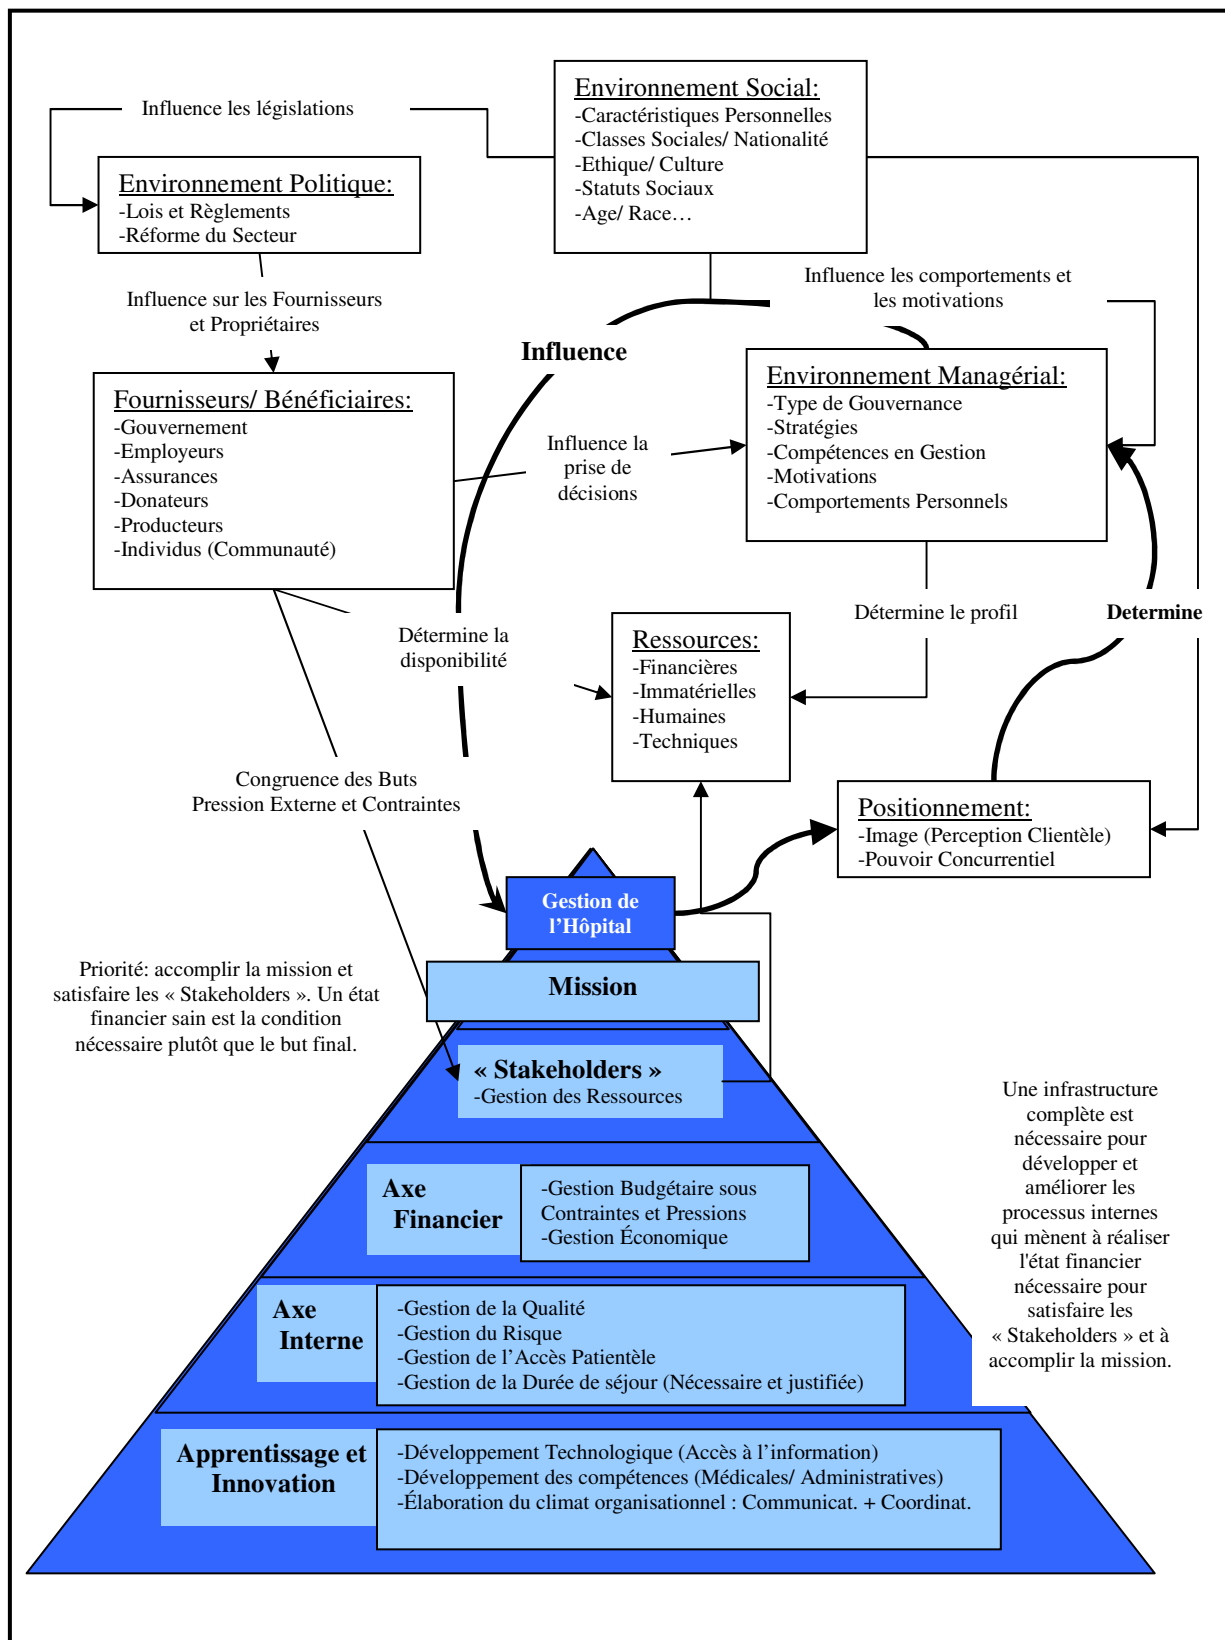 Environnement Social:
-Caractéristiques Personnelles
-Classes Sociales/ Nationalité
-Ethique/ Culture
-Statuts Sociaux
-Age/ Race…
Influence les législations
Environnement Politique:
-Lois et Règlements
-Réforme du Secteur
Influence les comportements et
les motivations
Influence sur les Fournisseurs
et Propriétaires
Influence
Environnement Managérial:
-Type de Gouvernance
-Stratégies
-Compétences en Gestion
-Motivations
-Comportements Personnels
Fournisseurs/ Bénéficiaires:
-Gouvernement
-Employeurs
-Assurances
-Donateurs
-Producteurs
-Individus (Communauté)
Influence la
prise de
décisions
Détermine la
disponibilité
Ressources:
-Financières
-Immatérielles
-Humaines
-Techniques
Détermine le profil
Determine
Congruence des Buts
Pression Externe et Contraintes
Positionnement:
-Image (Perception Clientèle)
-Pouvoir Concurrentiel
Gestion de
l’Hôpital
Mission
Priorité: accomplir la mission et
satisfaire les « Stakeholders ». Un état
financier sain est la condition
nécessaire plutôt que le but final.
« Stakeholders »
-Gestion des Ressources
Une infrastructure
complète est
nécessaire pour
développer et
améliorer les
processus internes
qui mènent à réaliser
l'état financier
nécessaire pour
satisfaire les
« Stakeholders » et à
accomplir la mission.
Axe
Financier
-Gestion Budgétaire sous
Contraintes et Pressions
-Gestion Économique
Axe
Interne
-Gestion de la Qualité
-Gestion du Risque
-Gestion de l’Accès Patientèle
-Gestion de la Durée de séjour (Nécessaire et justifiée)
Apprentissage et
Innovation
-Développement Technologique (Accès à l’information)
-Développement des compétences (Médicales/ Administratives)
-Élaboration du climat organisationnel : Communicat. + Coordinat.